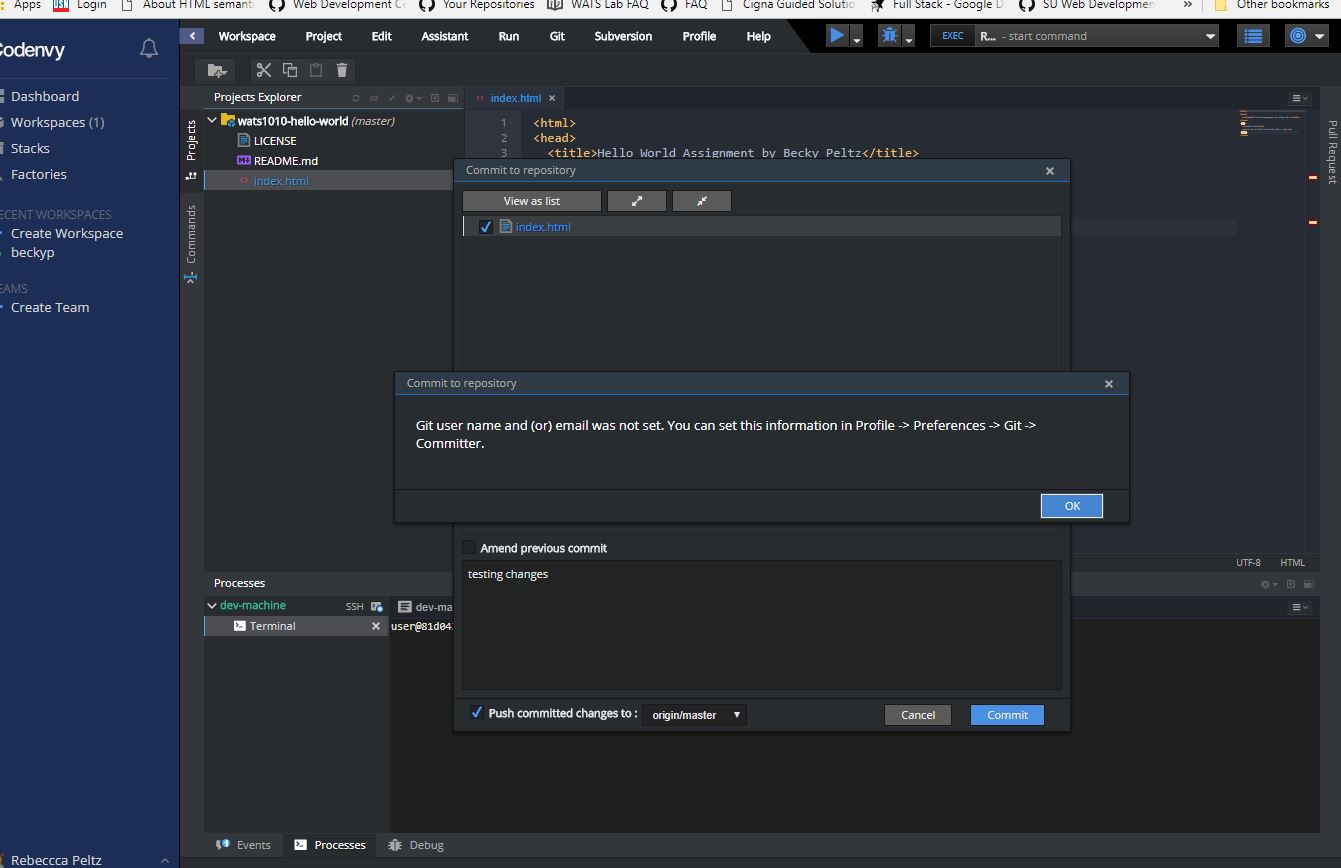 Apps
USN Login
About HTML semanti
Web Development Ce
Your Repositories
WATS Lab FAQ
FAQ
Cigna Guided Solutio
Full Stack - Google D
SU Web Developmen
»
Other bookmarks
Codenvy
Workspace
Project
Edit
Assistant
Run
Git
Subversion
Profile
Help
EXEC
R... - start command
Dashboard
Workspaces (1)
Stacks
Factories
ECENT WORKSPACES
Create Workspace
beckyp
EAMS
Create Team
Rebeccca Peltz
Projects
Commands
Projects Explorer
wats1010-hello-world (master)
LICENSE
README.md
index.html
index.html
1 <html>
2 <head>
3 <title>Hello World Assignment by Becky Peltz</title>
Pull Request
Commit to repository
View as list
index.html
Commit to repository
Git user name and (or) email was not set. You can set this information in Profile -> Preferences -> Git ->
Committer.
OK
Amend previous commit
testing changes
Push committed changes to :
origin/master
Cancel
Commit
UTF-8
HTML
Processes
dev-machine
SSH
Terminal
dev-ma
user@81d04
Events
Processes
Debug